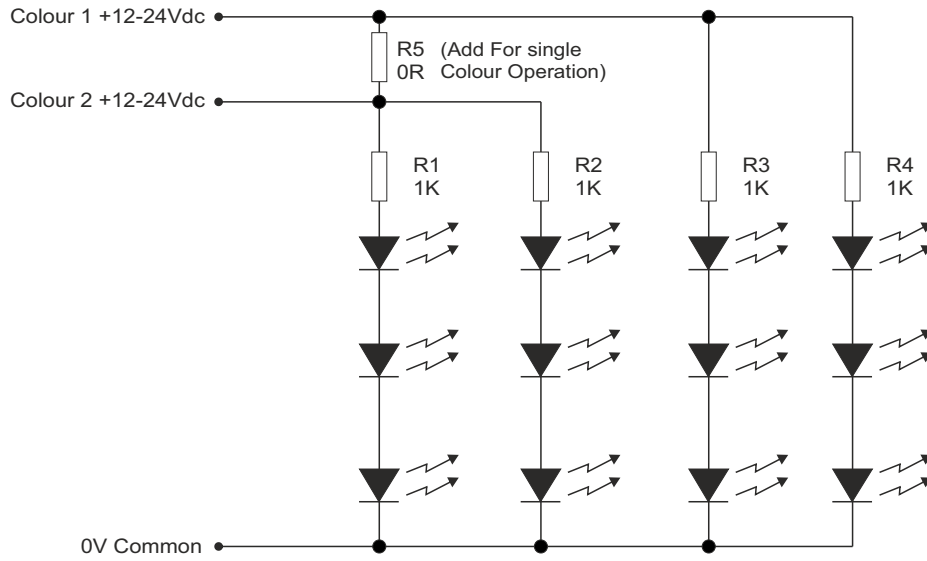 Colour 1 +12-24Vdc
R5 (Add For single
0R Colour Operation)
Colour 2 +12-24Vdc
R1
1K
R2
1K
R3
1K
R4
1K
0V Common